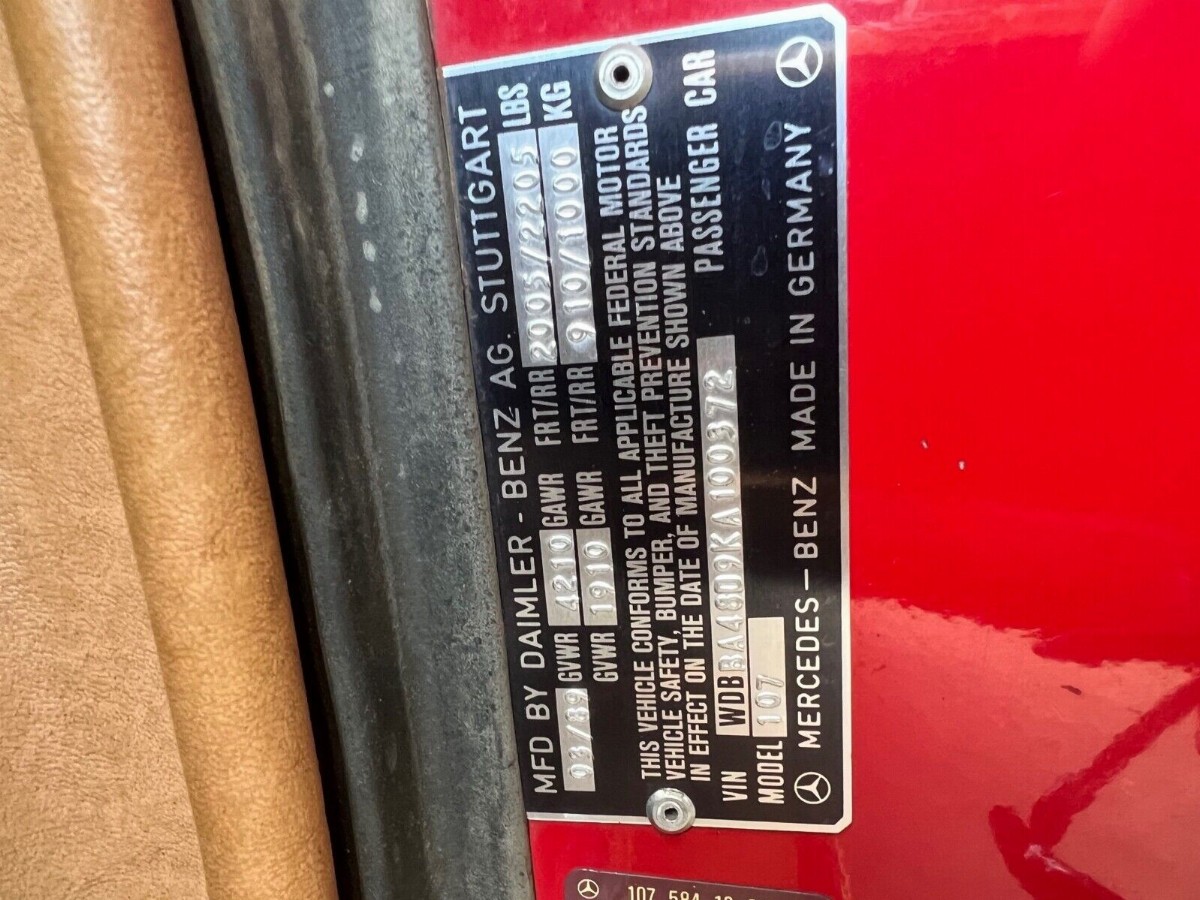 MFD BY DAIMLER - BENZ AG. STUTTGART
03/89 GVWR 4210 GAWR FRT/RR 2005/2205 LBS
GVWR 1910 GAWR FRT/RR 910/1000 KG
THIS VEHICLE CONFORMS TO ALL APPLICABLE FEDERAL MOTOR
VEHICLE SAFETY, BUMPER, AND THEFT PREVENTION STANDARDS
IN EFFECT ON THE DATE OF MANUFACTURE SHOWN ABOVE
VIN WDBBA48D9KA100372 PASSENGER CAR
MODEL 107
MERCEDES-BENZ MADE IN GERMANY
107 584